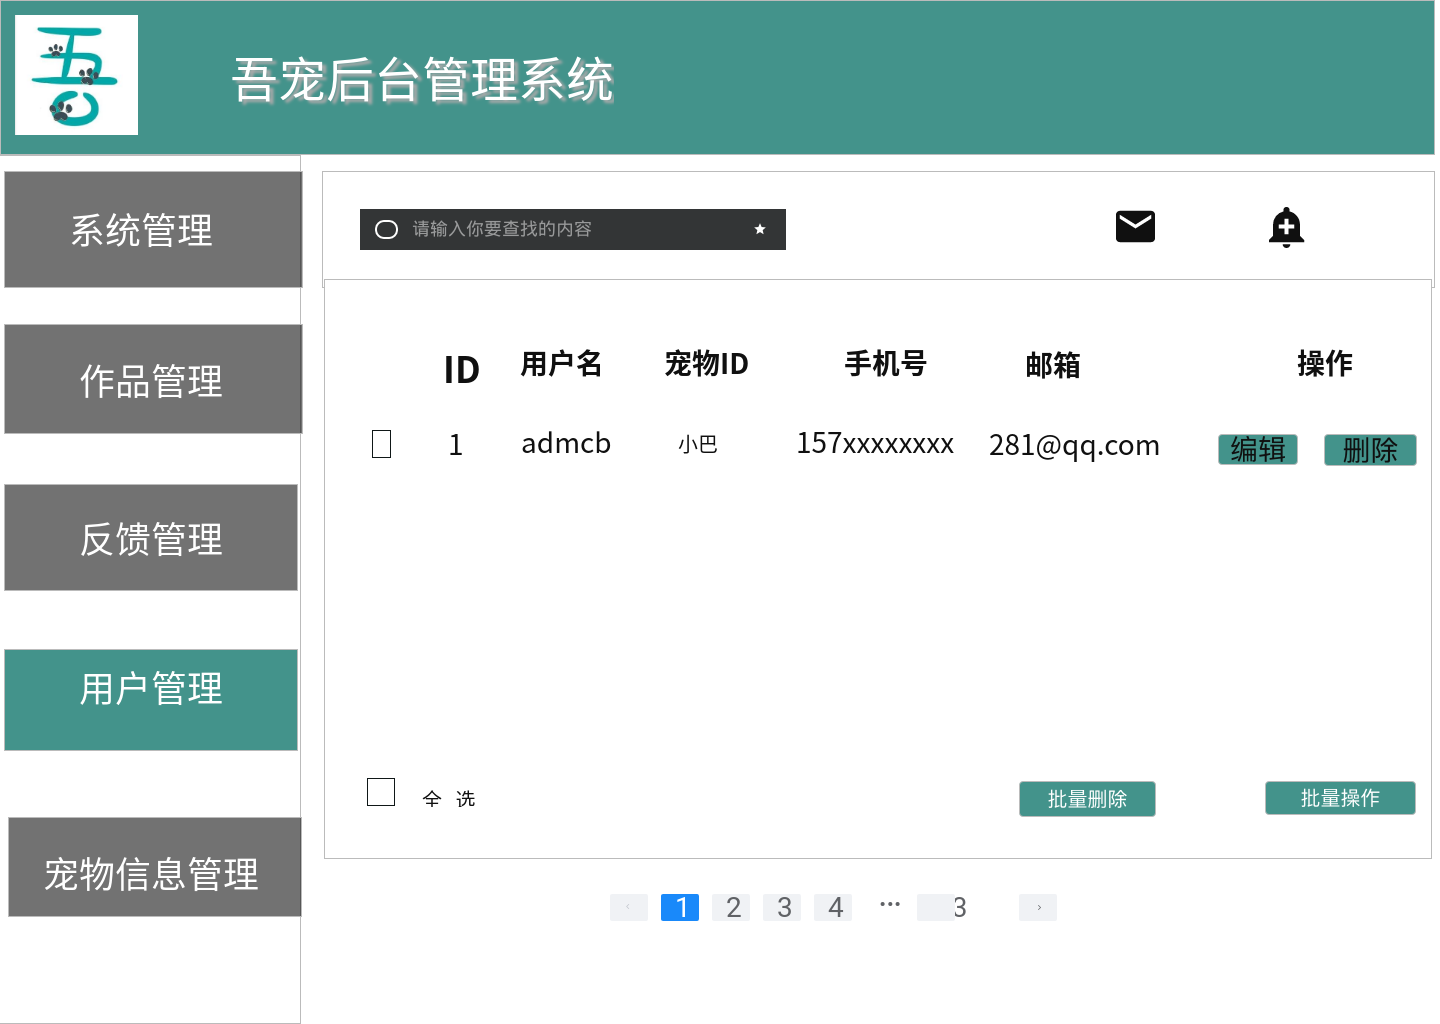 吾
吾宠后台管理系统
系统管理
作品管理
反馈管理
用户管理
宠物信息管理
请输入你要查找的内容
ID 用户名 宠物ID 手机号 邮箱 操作
1 admcb 小巴 157xxxxxxxx 281@qq.com 编辑 删除
全 选 批量删除 批量操作
‹ 1 2 3 4 ··· 3 ›